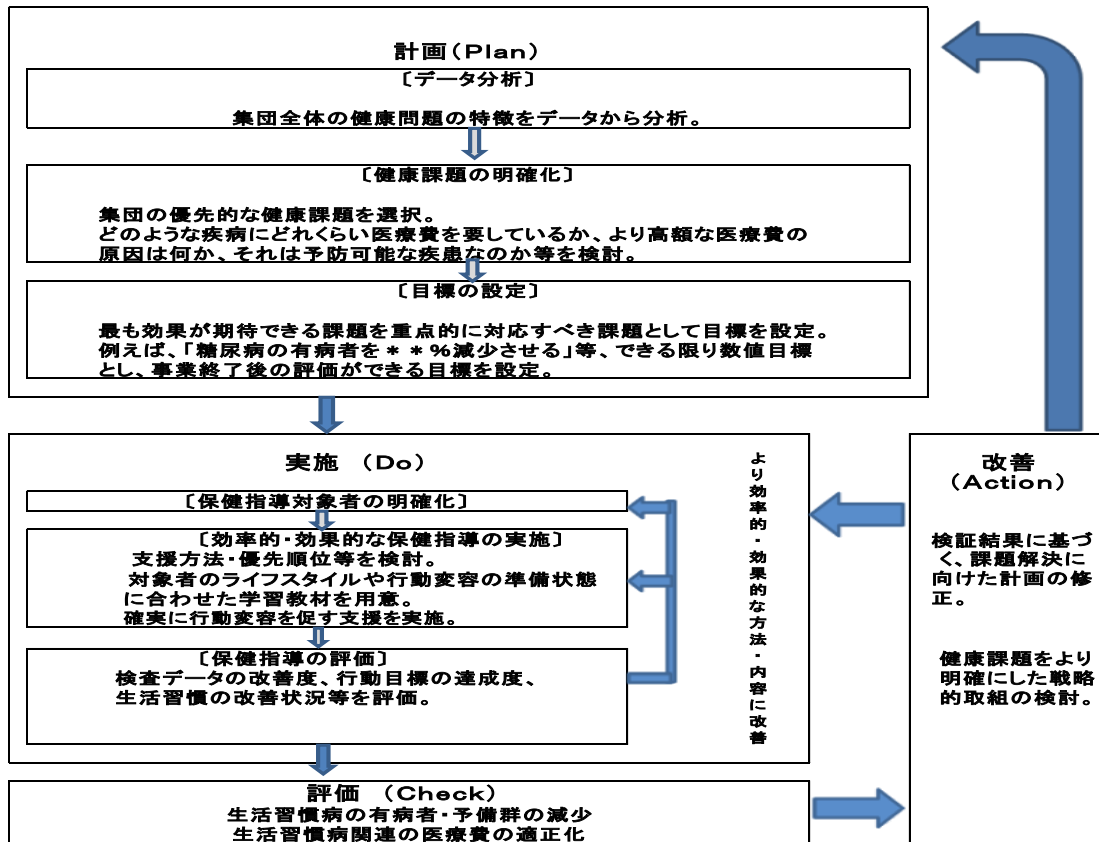 計画(Plan)
〔データ分析〕
集団全体の健康問題の特徴をデータから分析。
〔健康課題の明確化〕
集団の優先的な健康課題を選択。
どのような疾病にどれくらい医療費を要しているか、より高額な医療費の
原因は何か、それは予防可能な疾患なのか等を検討。
〔目標の設定〕
最も効果が期待できる課題を重点的に対応すべき課題として目標を設定。
例えば、「糖尿病の有病者を＊＊%減少させる」等、できる限り数値目標
とし、事業終了後の評価ができる目標を設定。
実施 (Do)
〔保健指導対象者の明確化〕
〔効率的・効果的な保健指導の実施〕
支援方法・優先順位等を検討。
対象者のライフスタイルや行動変容の準備状態
に合わせた学習教材を用意。
確実に行動変容を促す支援を実施。
〔保健指導の評価〕
検査データの改善度、行動目標の達成度、
生活習慣の改善状況等を評価。
より効率的・効果的な方法・内容に改善
評価 (Check)
生活習慣病の有病者・予備群の減少
生活習慣病関連の医療費の適正化
改善
(Action)
検証結果に基づ
く、課題解決に
向けた計画の修
正。
健康課題をより
明確にした戦略
的取組の検討。